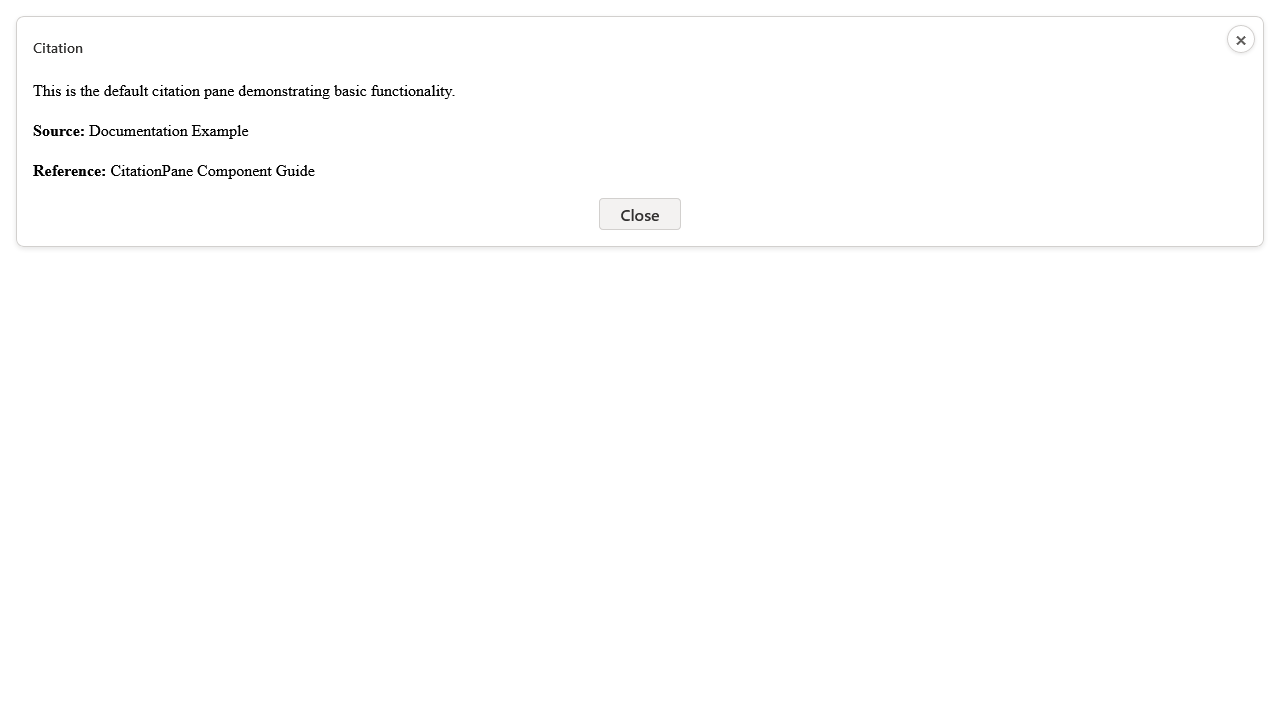 Citation
This is the default citation pane demonstrating basic functionality.
Source: Documentation Example
Reference: CitationPane Component Guide
Close